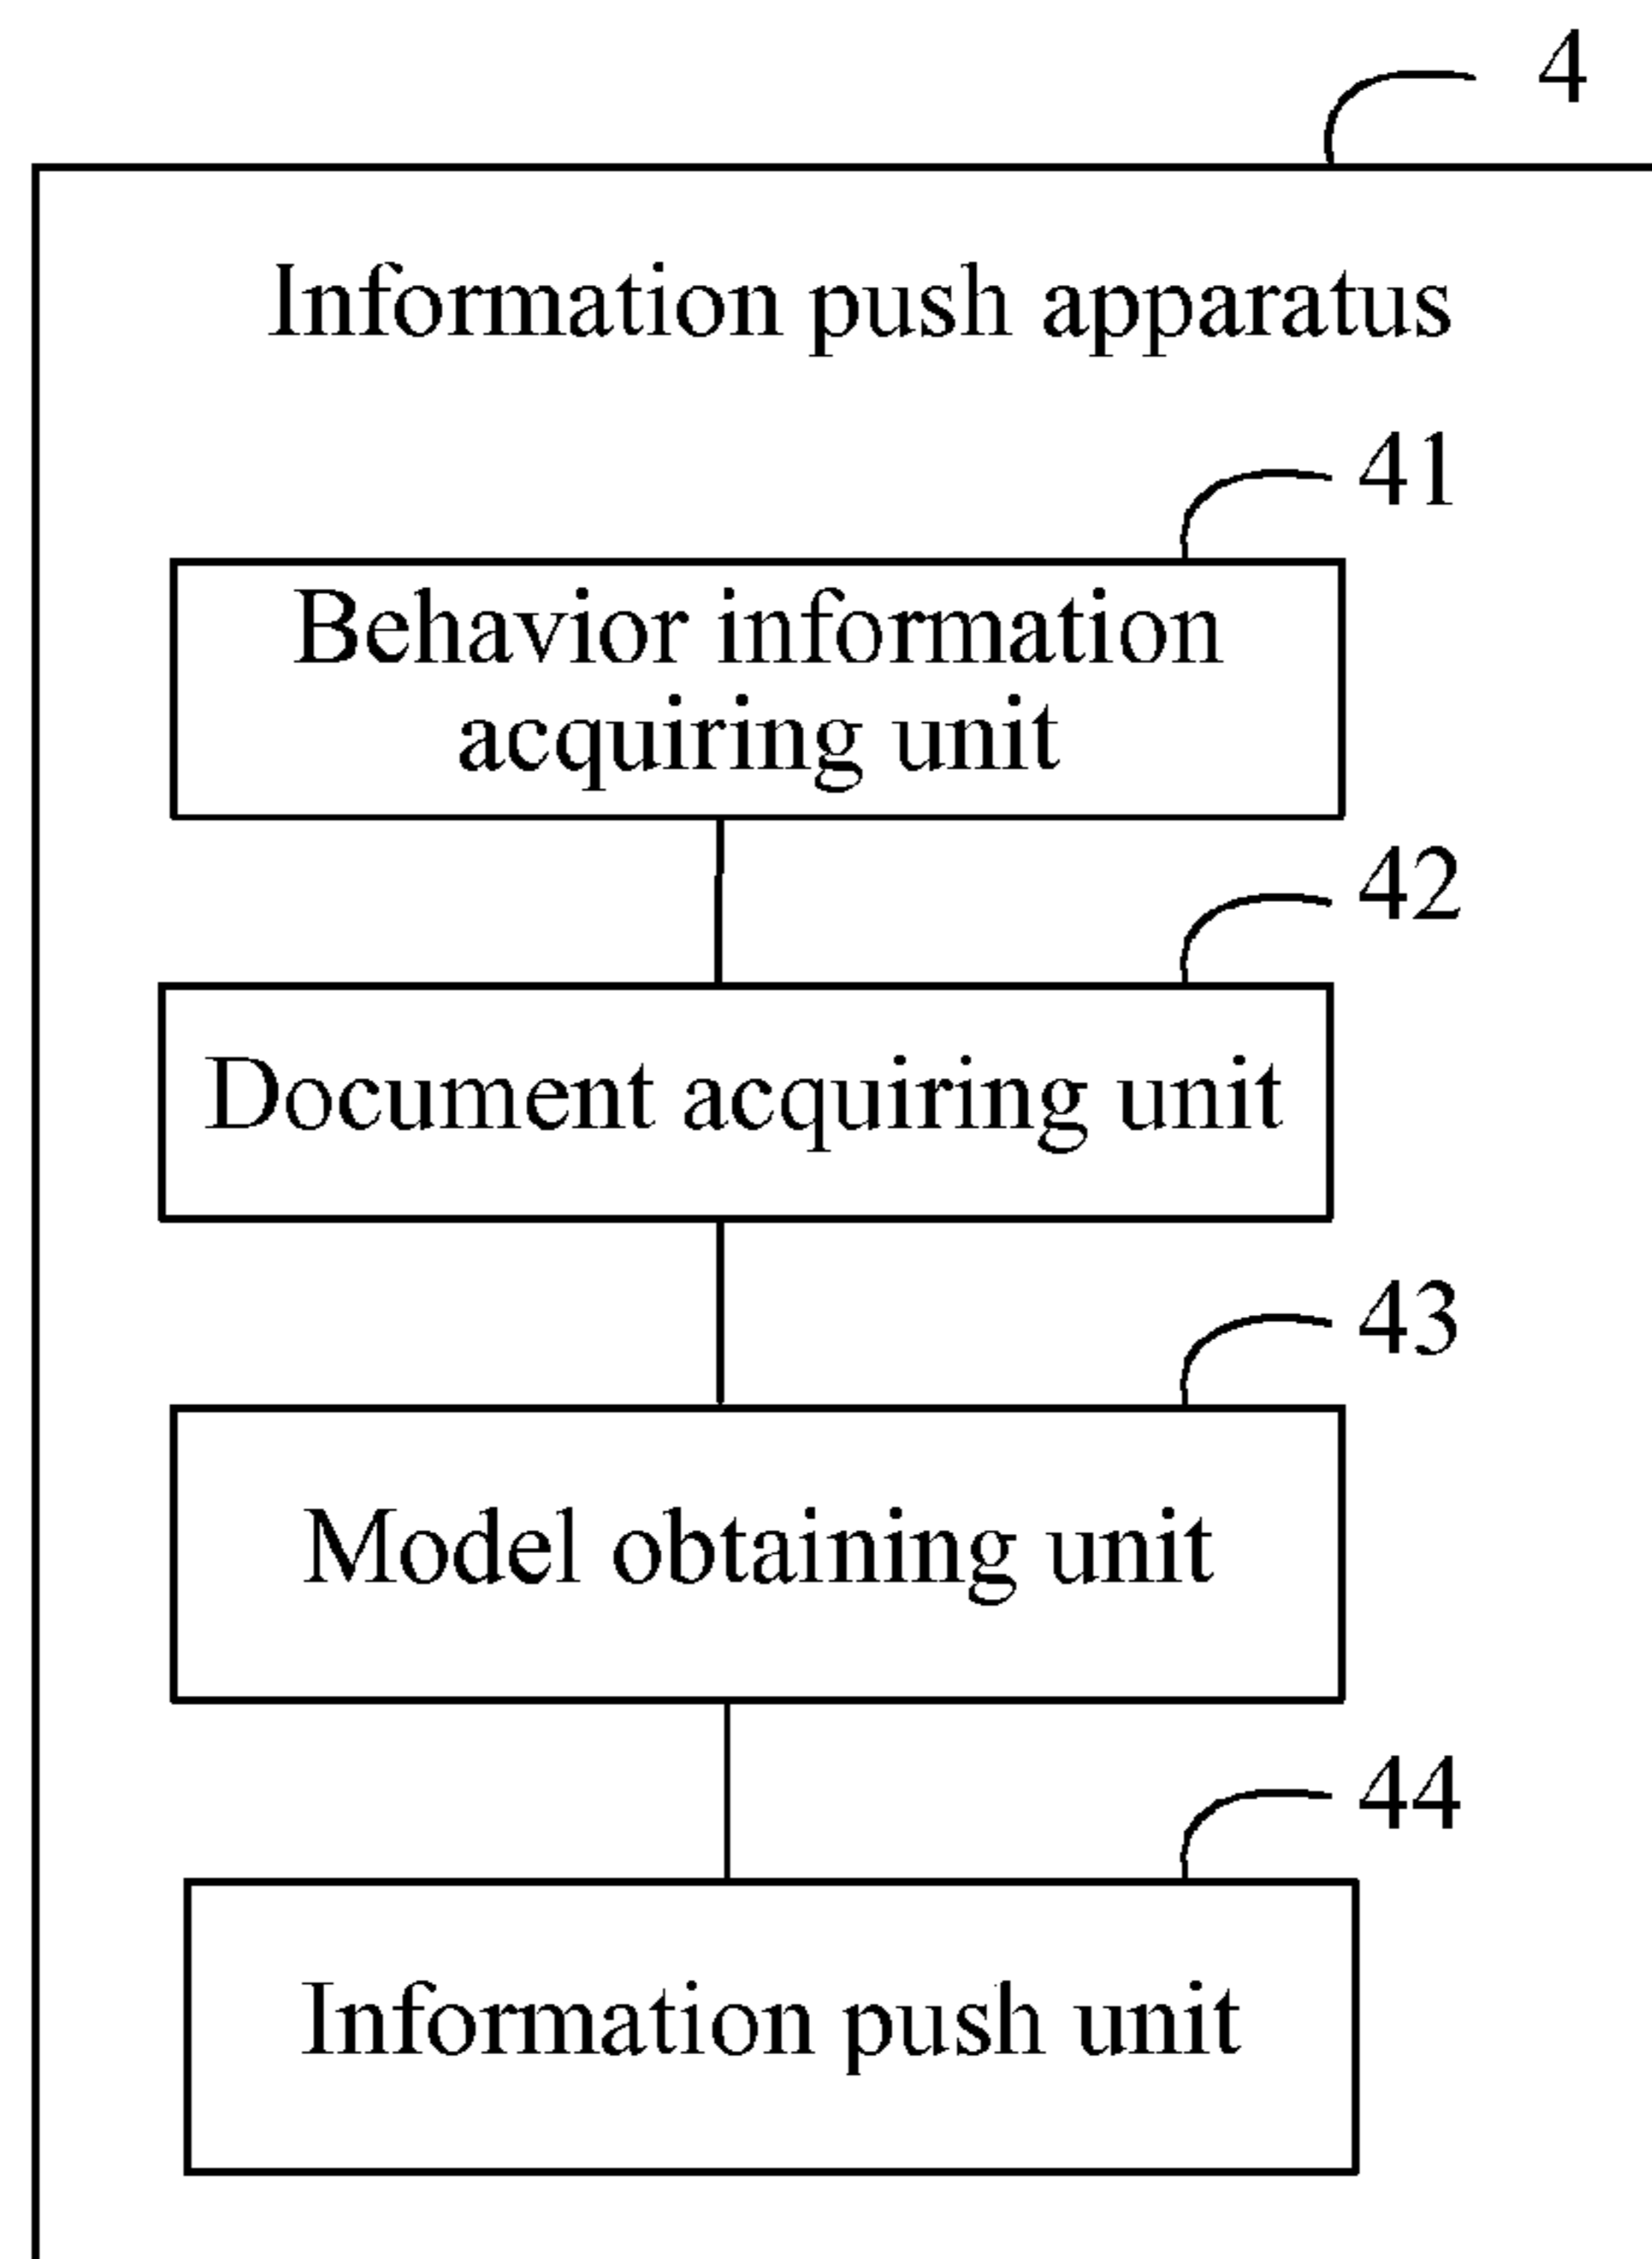 4
Information push apparatus
41
Behavior information
acquiring unit
42
Document acquiring unit
43
Model obtaining unit
44
Information push unit